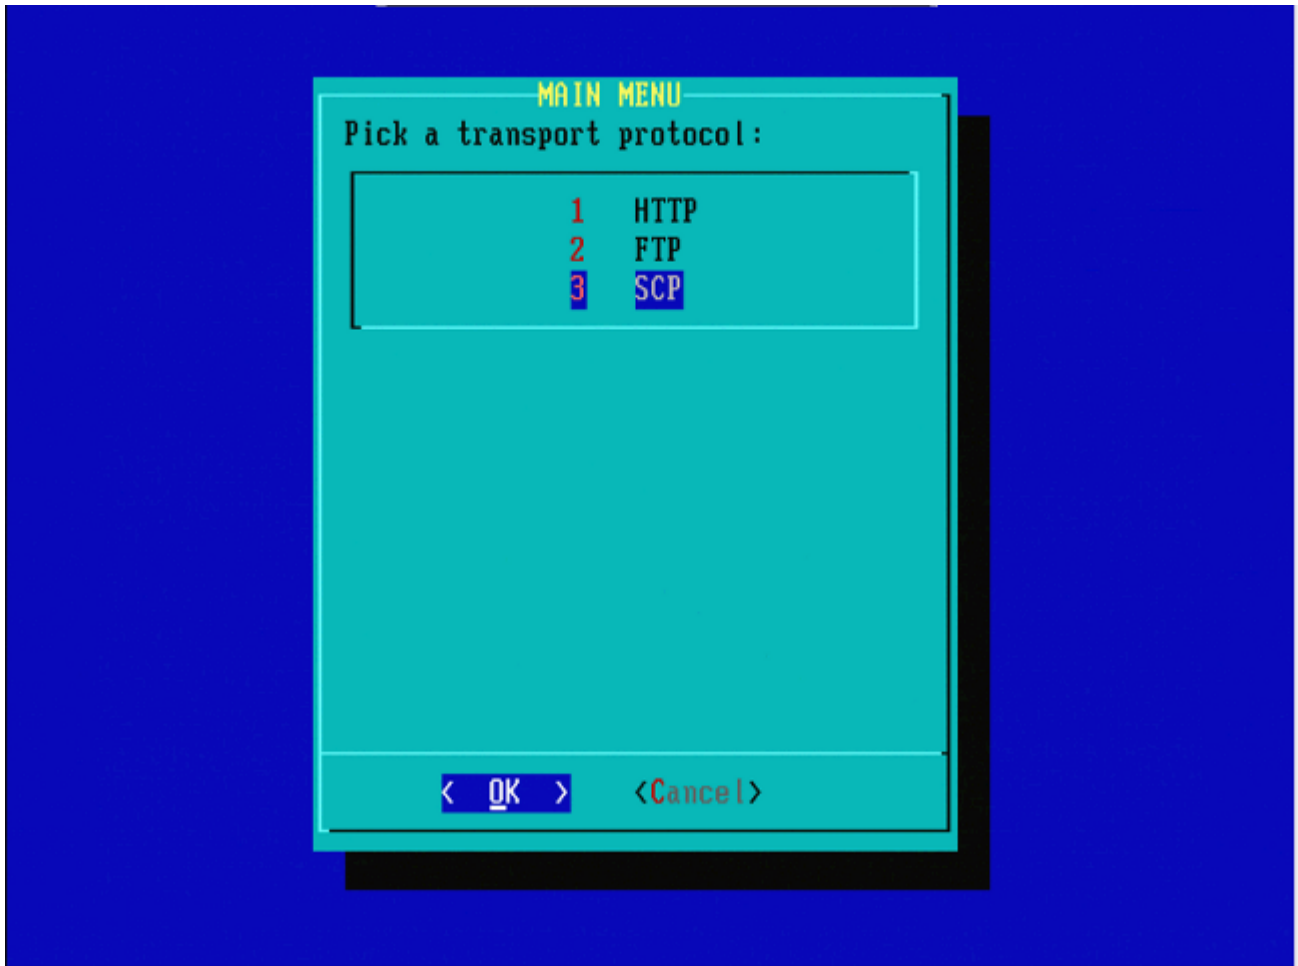 MAIN MENU
Pick a transport protocol:
1 HTTP
2 FTP
3 SCP
< OK > <Cancel>